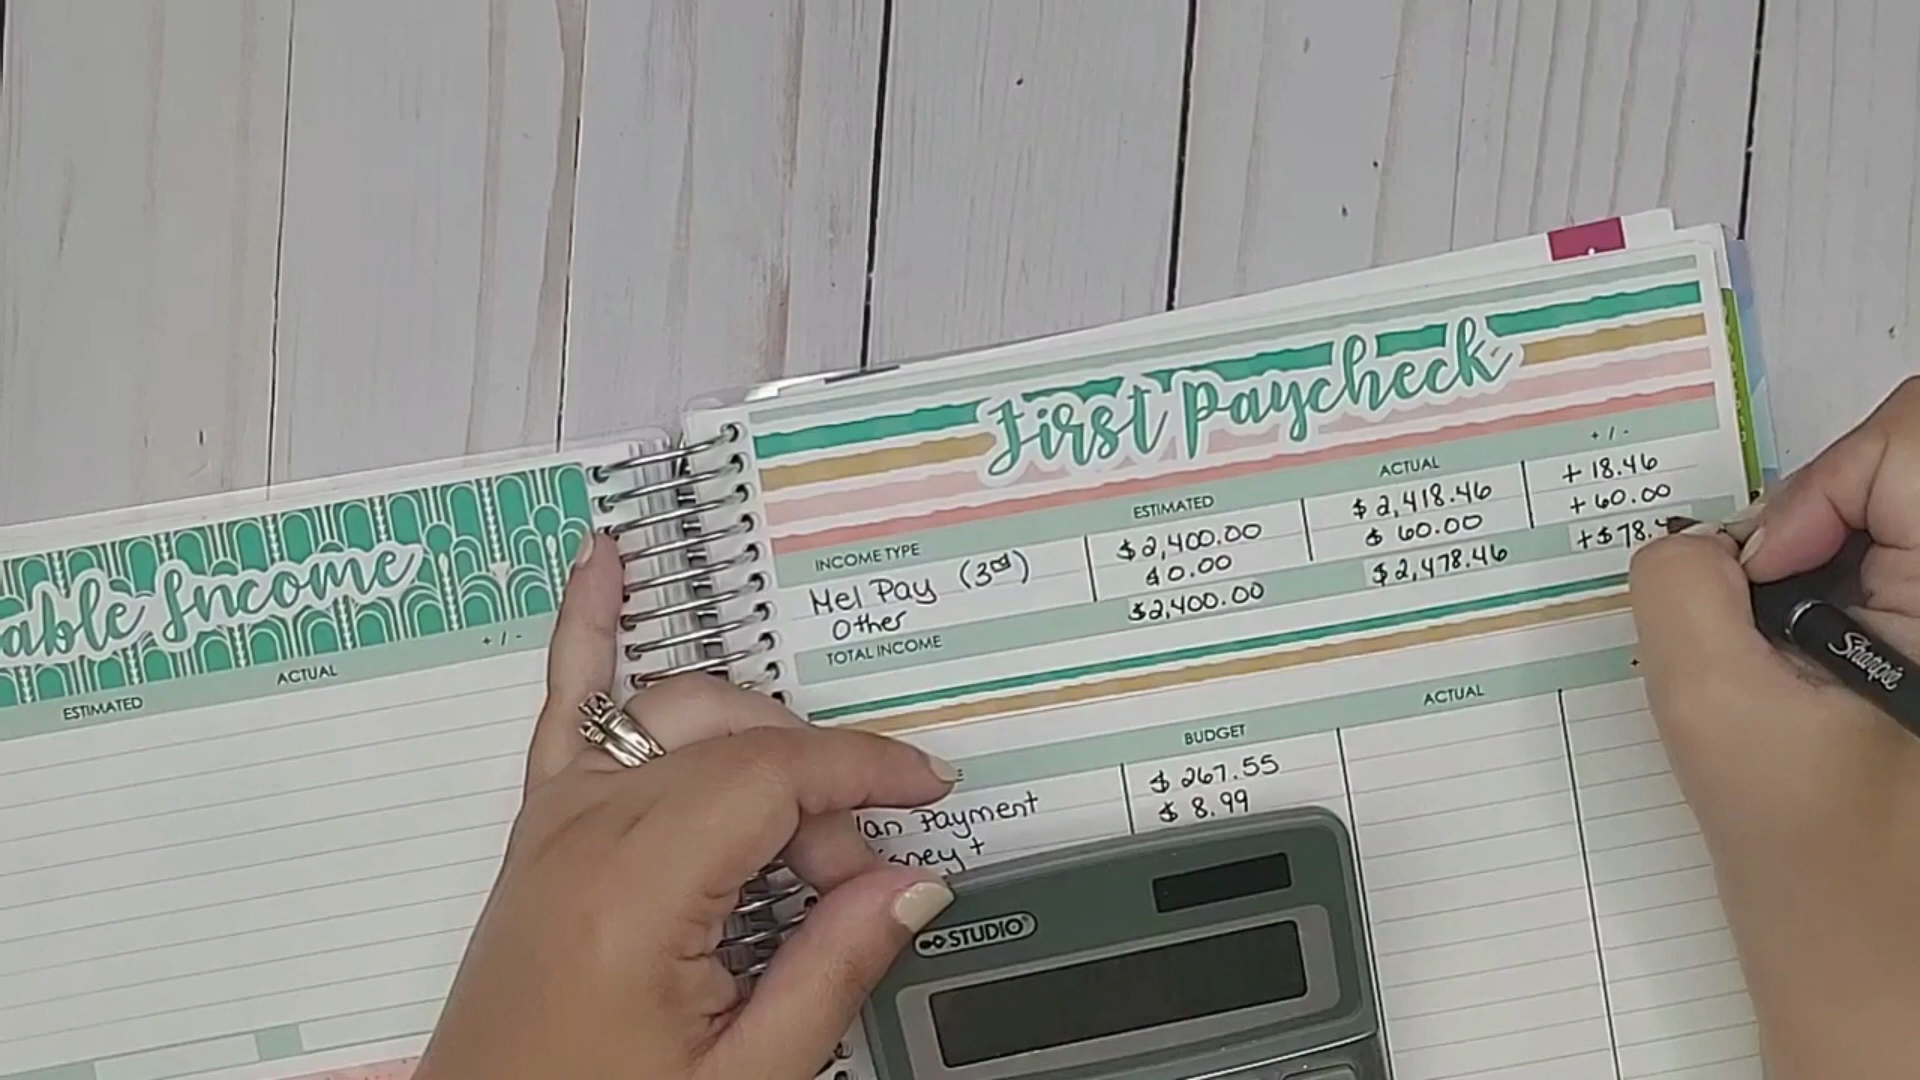 First Paycheck
INCOME TYPE ESTIMATED ACTUAL + / -
Mel Pay (3rd) $2,400.00 $2,418.46 + 18.46
Other $0.00 $ 60.00 + 60.00
TOTAL INCOME $2,400.00 $2,478.46 +$78.
BUDGET ACTUAL +
Payment $ 267.55
$ 8.99
able Income
ESTIMATED ACTUAL + / -
STUDIO
Sharpie